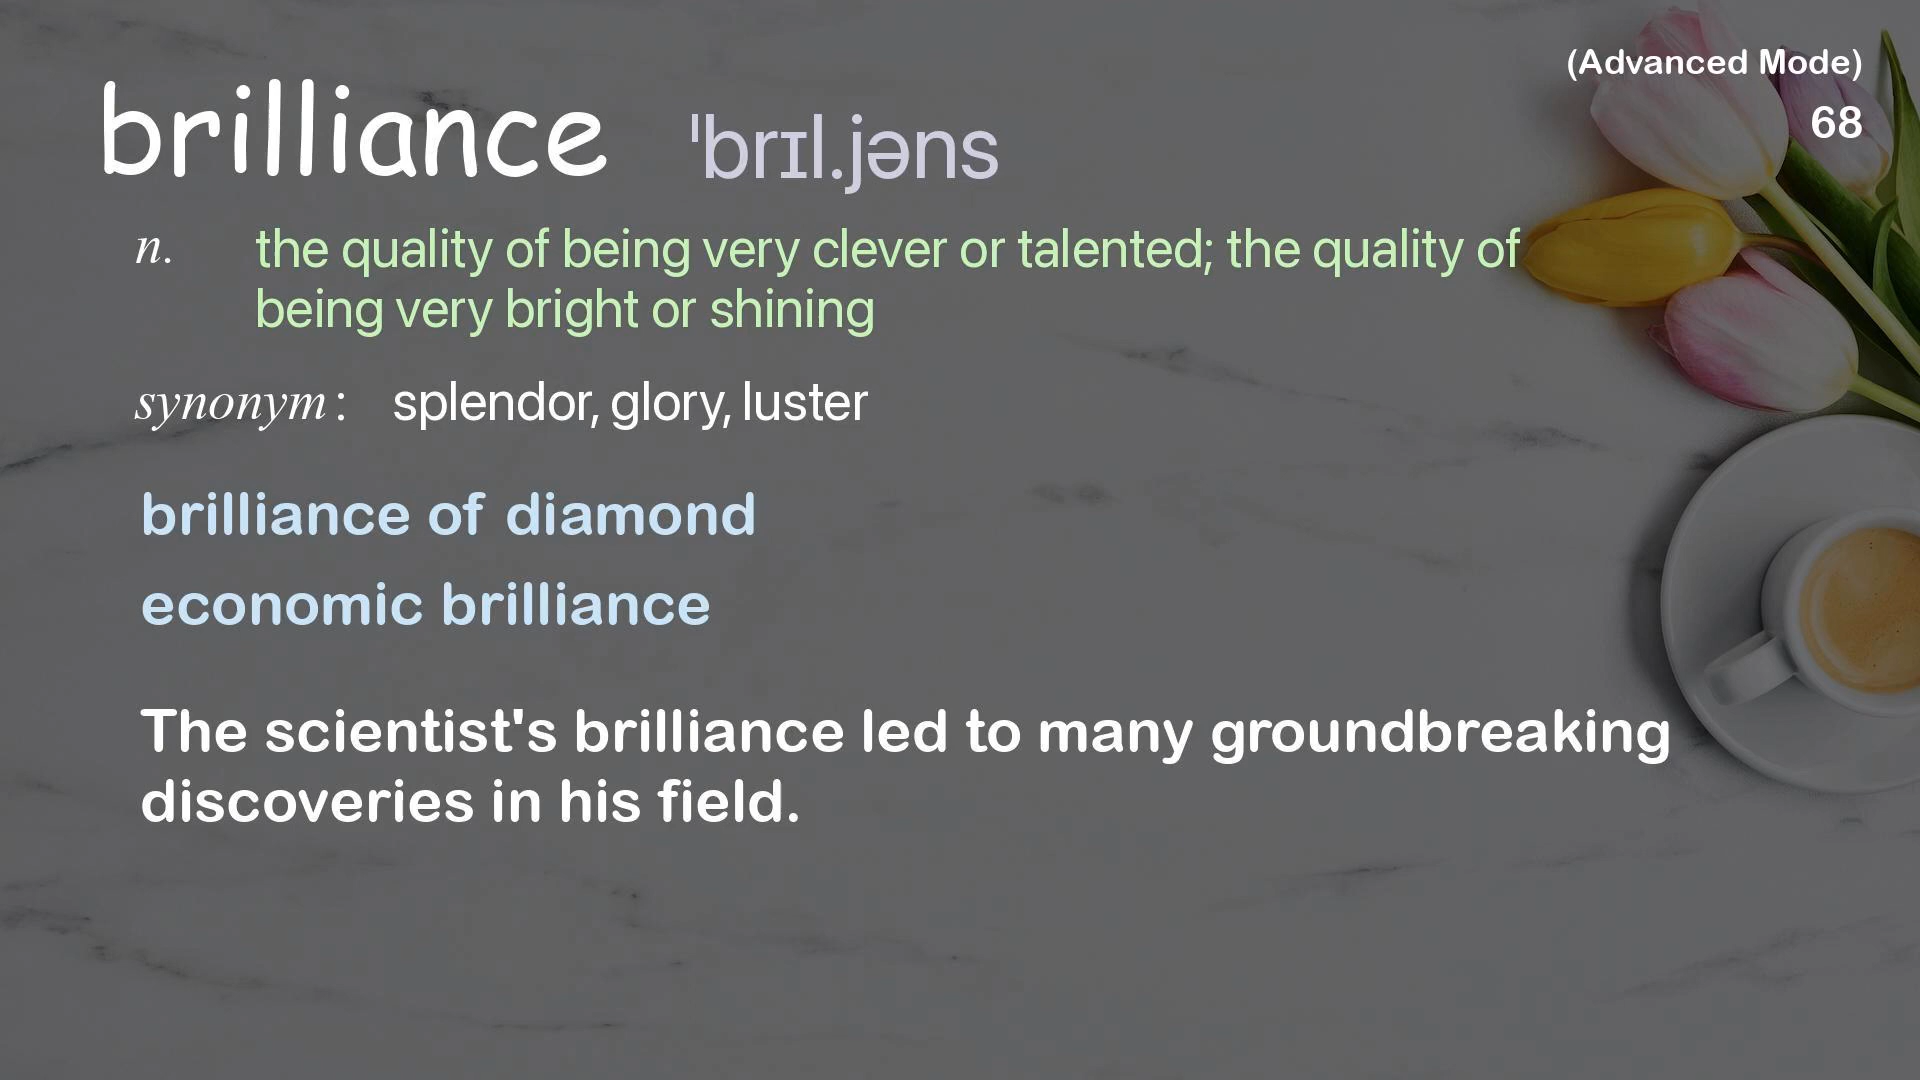 (Advanced Mode)
68
brilliance ˈbrɪl.jəns
n. the quality of being very clever or talented; the quality of
being very bright or shining
synonym: splendor, glory, luster
brilliance of diamond
economic brilliance
The scientist's brilliance led to many groundbreaking
discoveries in his field.